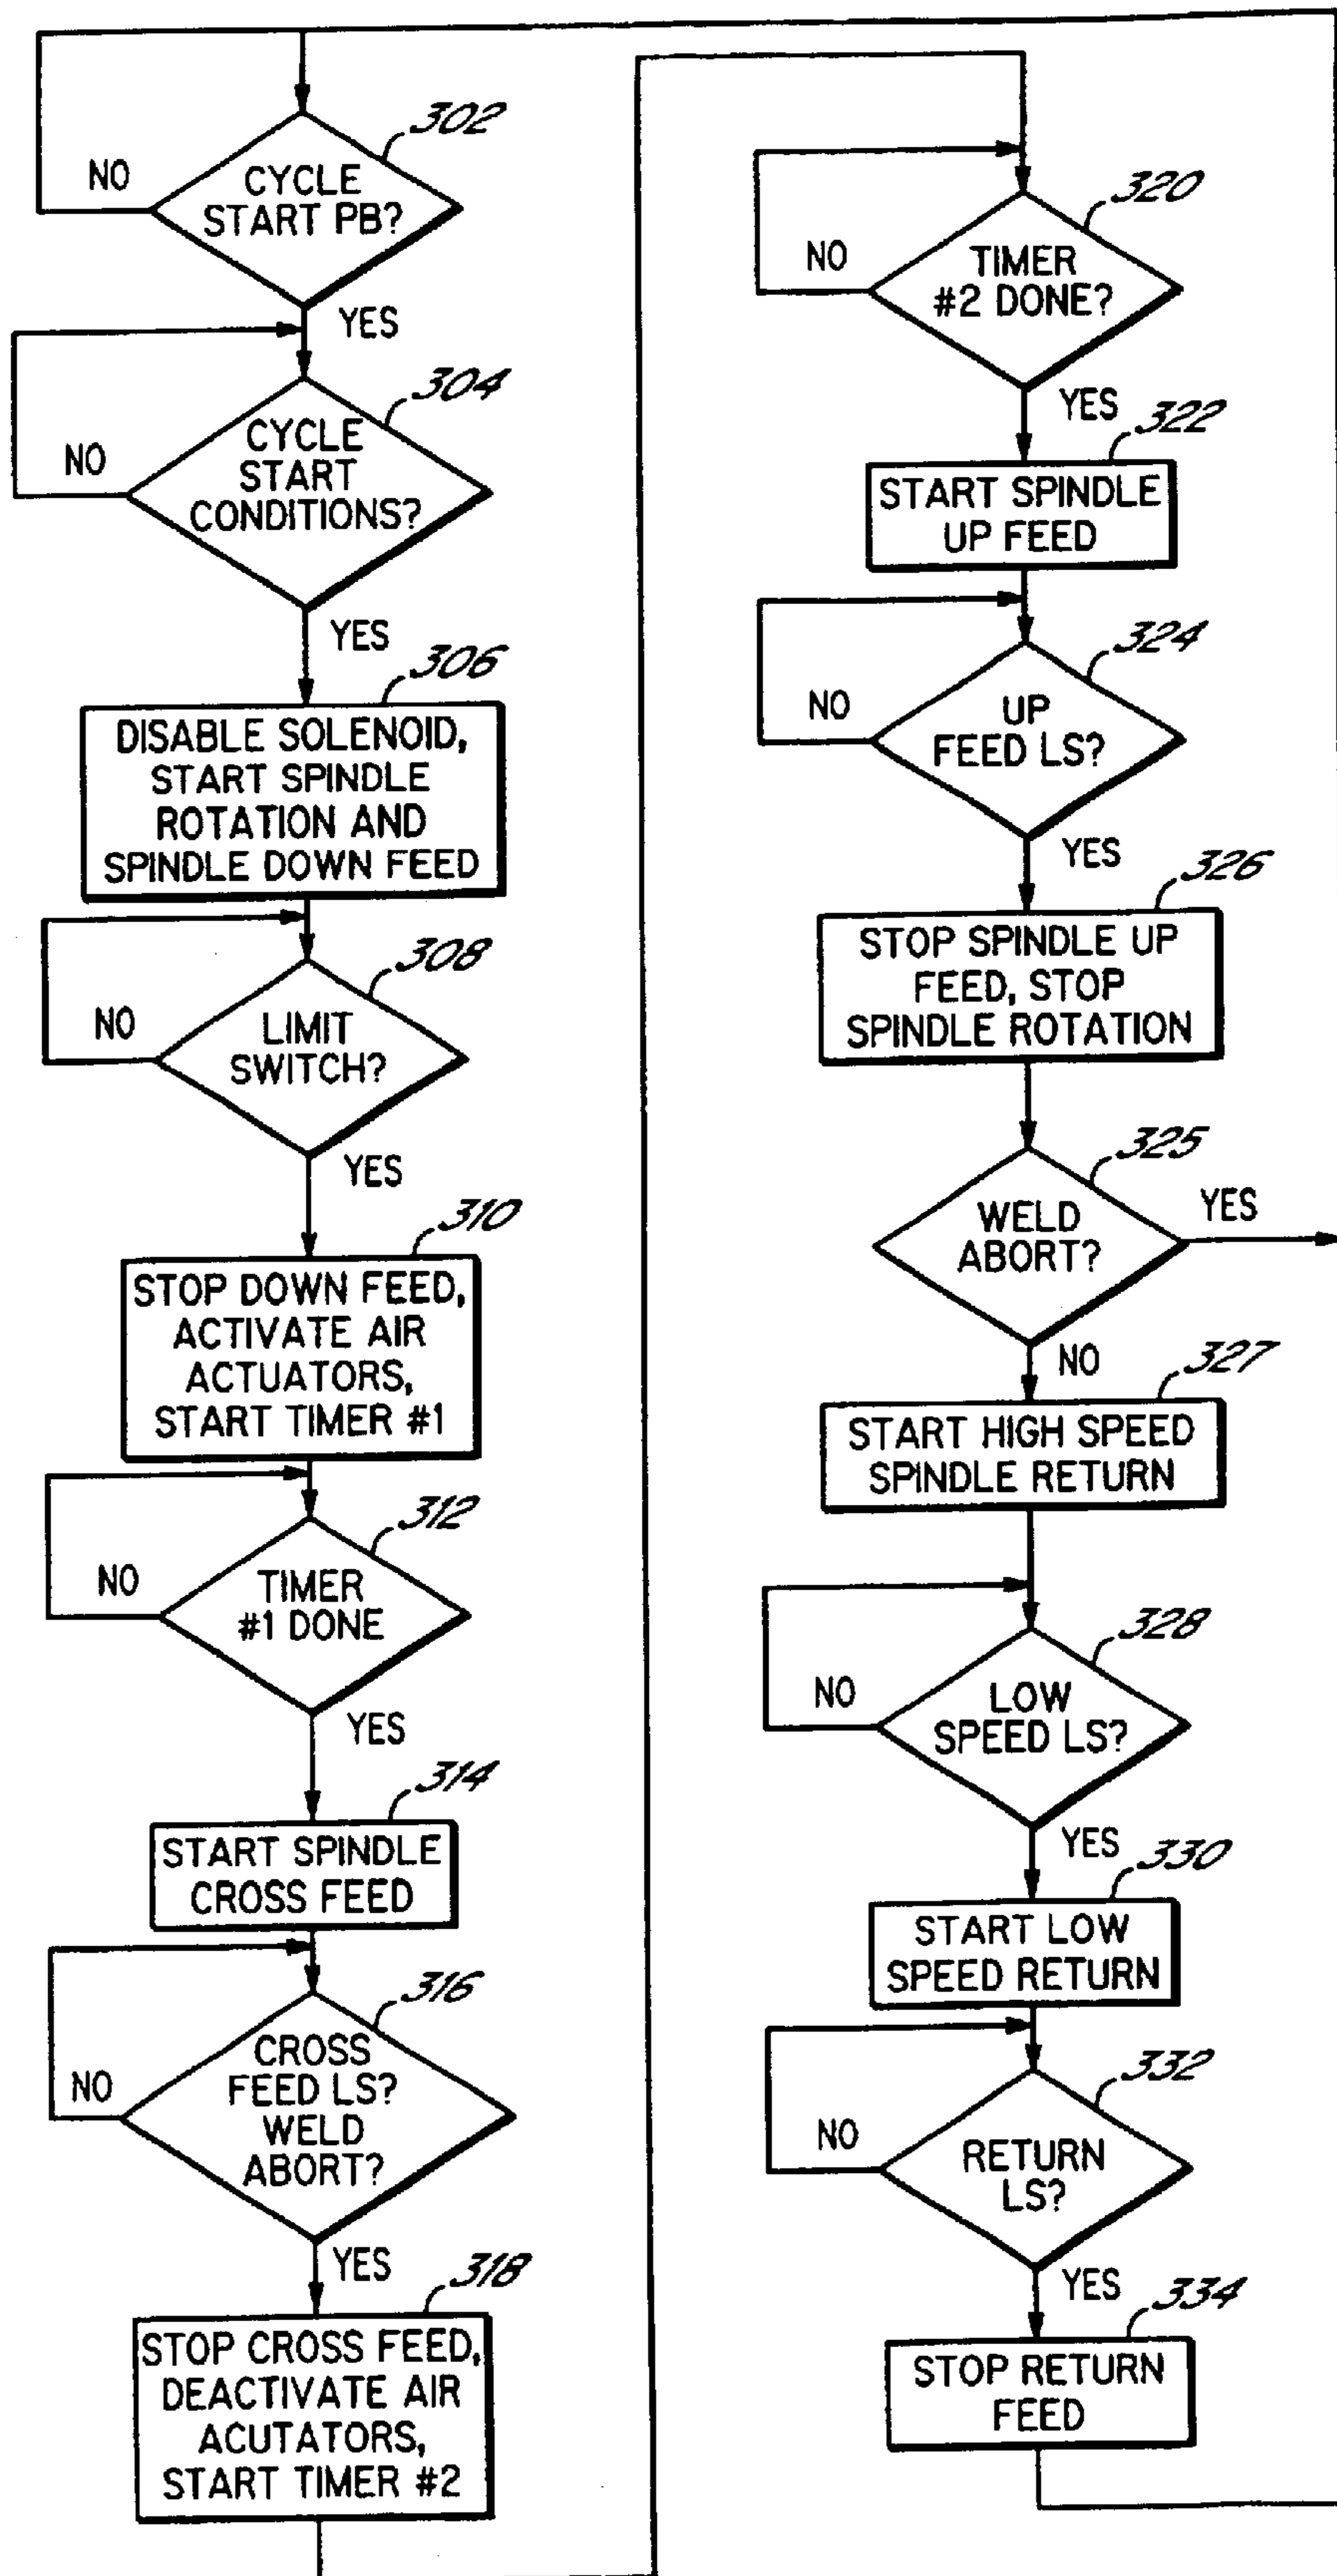 302
CYCLE
START PB?
NO
YES
304
CYCLE
START
CONDITIONS?
NO
YES
306
DISABLE SOLENOID,
START SPINDLE
ROTATION AND
SPINDLE DOWN FEED
308
LIMIT
SWITCH?
NO
YES
310
STOP DOWN FEED,
ACTIVATE AIR
ACTUATORS,
START TIMER #1
312
TIMER
#1 DONE
NO
YES
314
START SPINDLE
CROSS FEED
316
CROSS
FEED LS?
WELD
ABORT?
NO
YES
318
STOP CROSS FEED,
DEACTIVATE AIR
ACUTATORS,
START TIMER #2
320
TIMER
#2 DONE?
NO
YES
322
START SPINDLE
UP FEED
324
UP
FEED LS?
NO
YES
326
STOP SPINDLE UP
FEED, STOP
SPINDLE ROTATION
325
WELD
ABORT?
YES
NO
327
START HIGH SPEED
SPINDLE RETURN
328
LOW
SPEED LS?
NO
YES
330
START LOW
SPEED RETURN
332
RETURN
LS?
NO
YES
334
STOP RETURN
FEED